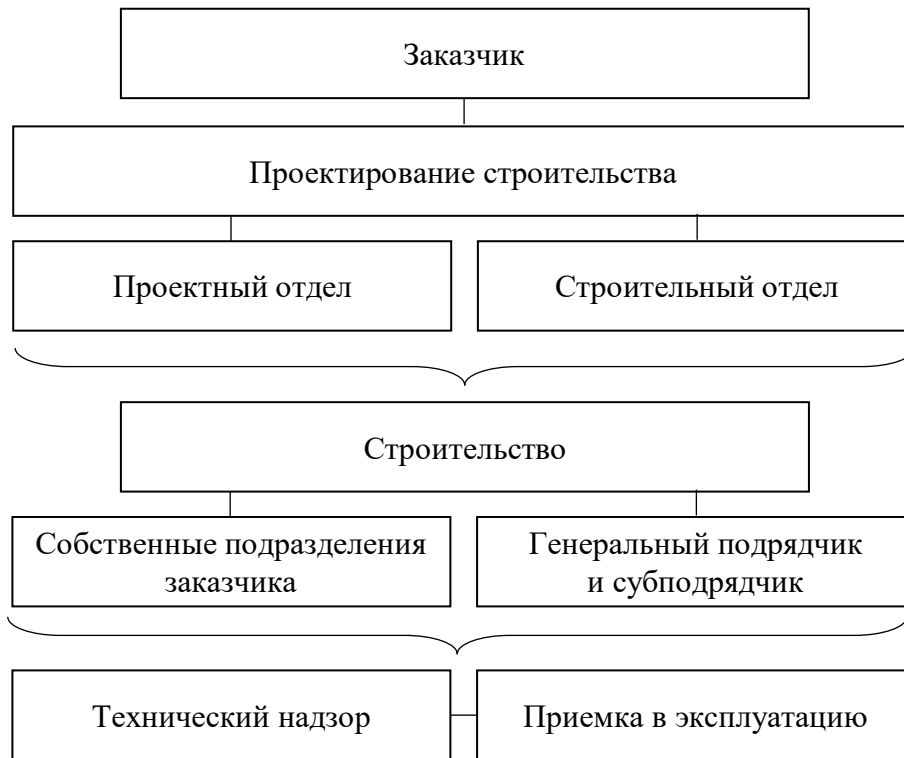 Заказчик
Проектирование строительства
Проектный отдел
Строительный отдел
Строительство
Собственные подразделения
заказчика
Генеральный подрядчик
и субподрядчик
Технический надзор
Приемка в эксплуатацию